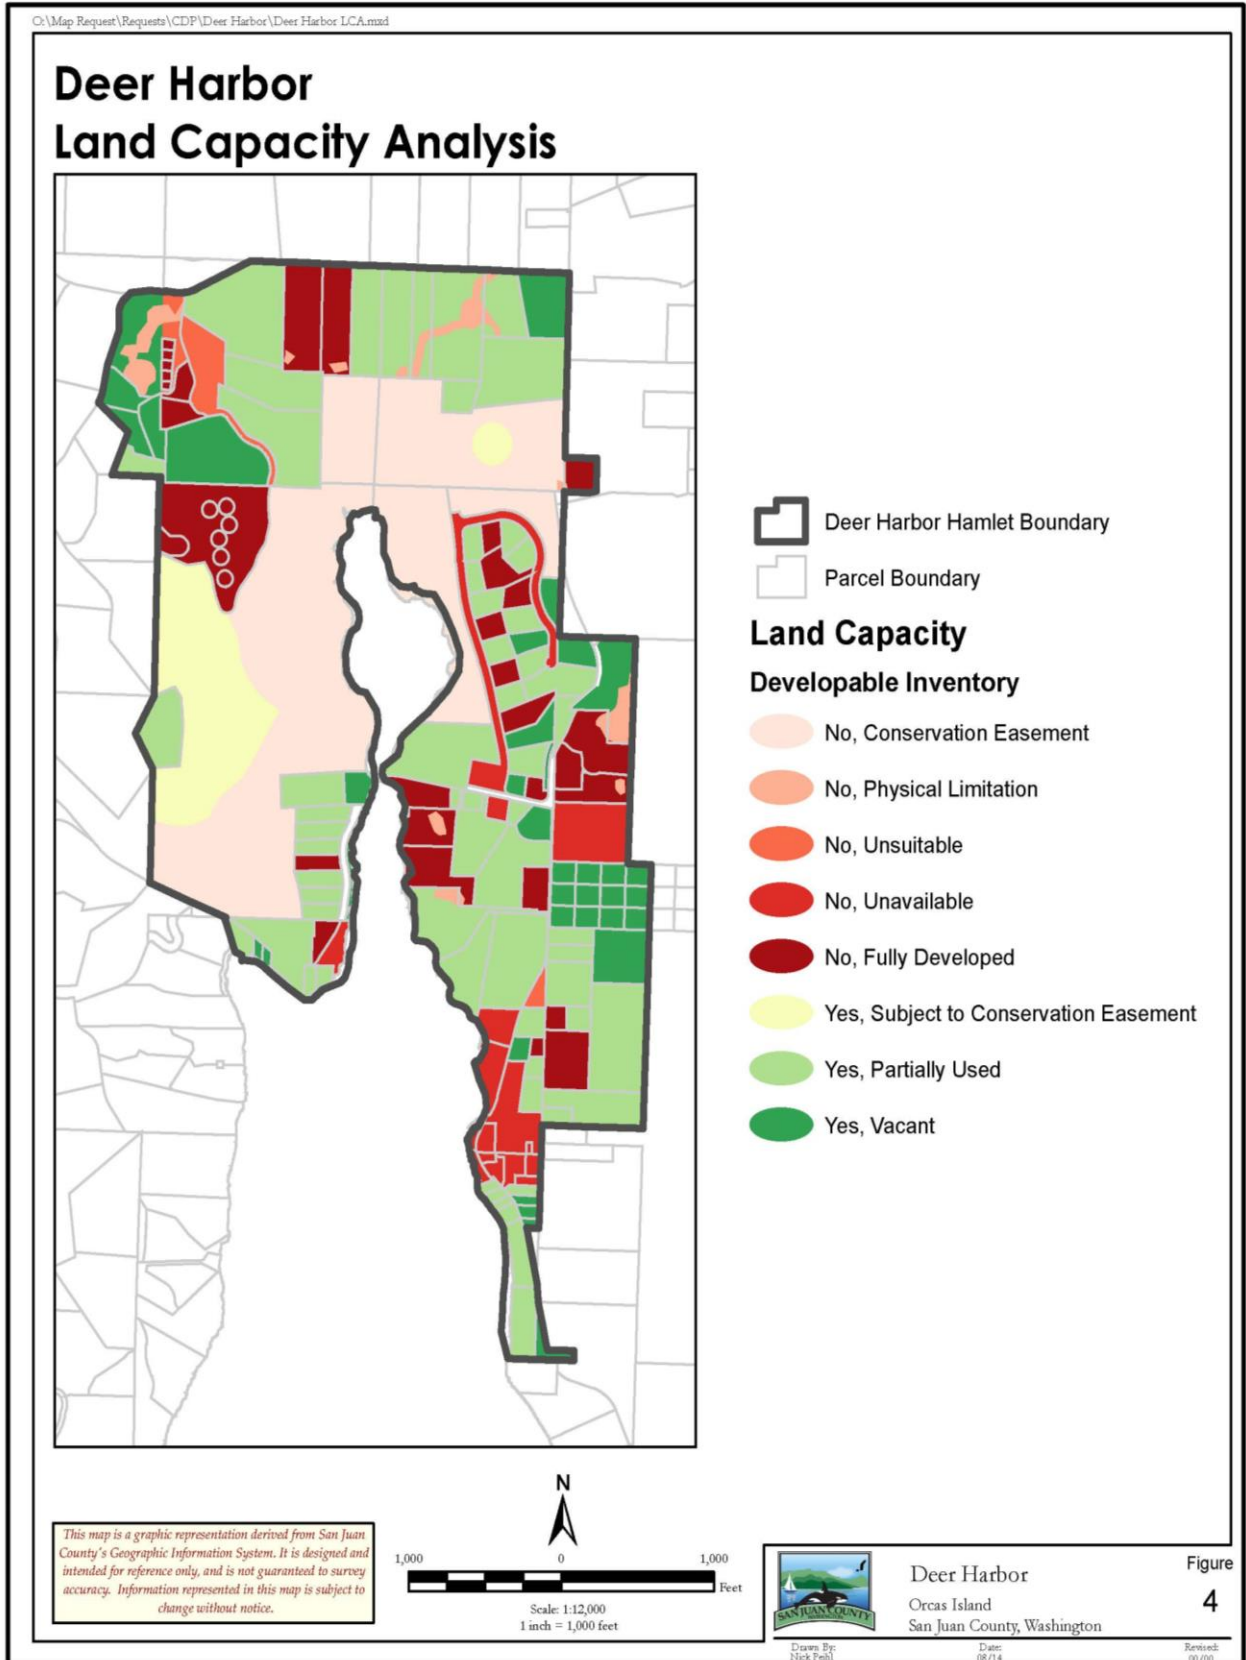 O:\Map Request\Requests\CDP\Deer Harbor\Deer Harbor LCA.mxd
Deer Harbor
Land Capacity Analysis
Deer Harbor Hamlet Boundary
Parcel Boundary
Land Capacity
Developable Inventory
No, Conservation Easement
No, Physical Limitation
No, Unsuitable
No, Unavailable
No, Fully Developed
Yes, Subject to Conservation Easement
Yes, Partially Used
Yes, Vacant
This map is a graphic representation derived from San Juan
County's Geographic Information System. It is designed and
intended for reference only, and is not guaranteed to survey
accuracy. Information represented in this map is subject to
change without notice.
N
1,000 0 1,000
Feet
Scale: 1:12,000
1 inch = 1,000 feet
SAN JUAN COUNTY
Deer Harbor
Orcas Island
San Juan County, Washington
Figure
4
Drawn By:
Date:
Revised:
08/14
00/00